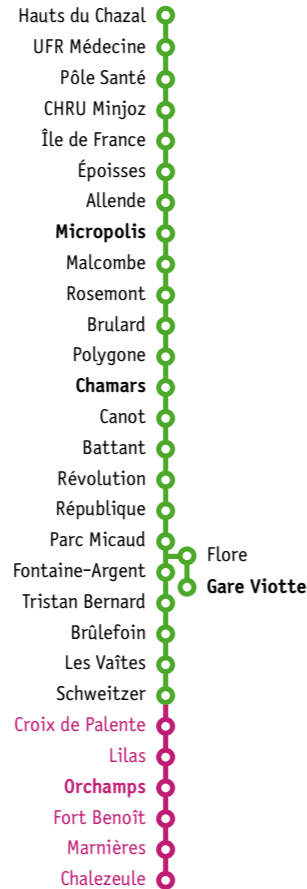 Hauts du Chazal
UFR Médecine
Pôle Santé
CHRU Minjoz
Île de France
Époisses
Allende
Micropolis
Malcombe
Rosemont
Brulard
Polygone
Chamars
Canot
Battant
Révolution
République
Parc Micaud
Flore
Fontaine-Argent
Gare Viotte
Tristan Bernard
Brûlefoin
Les Vaîtes
Schweitzer
Croix de Palente
Lilas
Orchamps
Fort Benoît
Marnières
Chalezeule